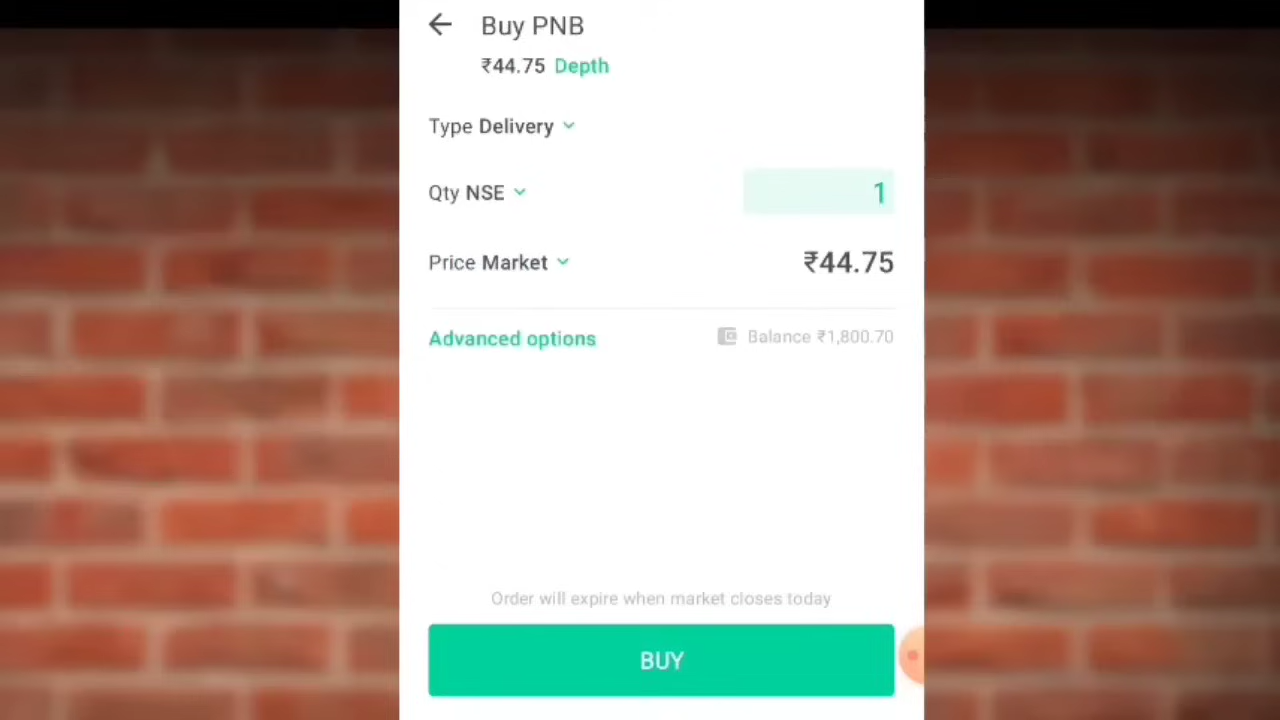 Buy PNB
₹44.75 Depth
Type Delivery
Qty NSE 1
Price Market ₹44.75
Advanced options Balance ₹1,800.70
Order will expire when market closes today
BUY